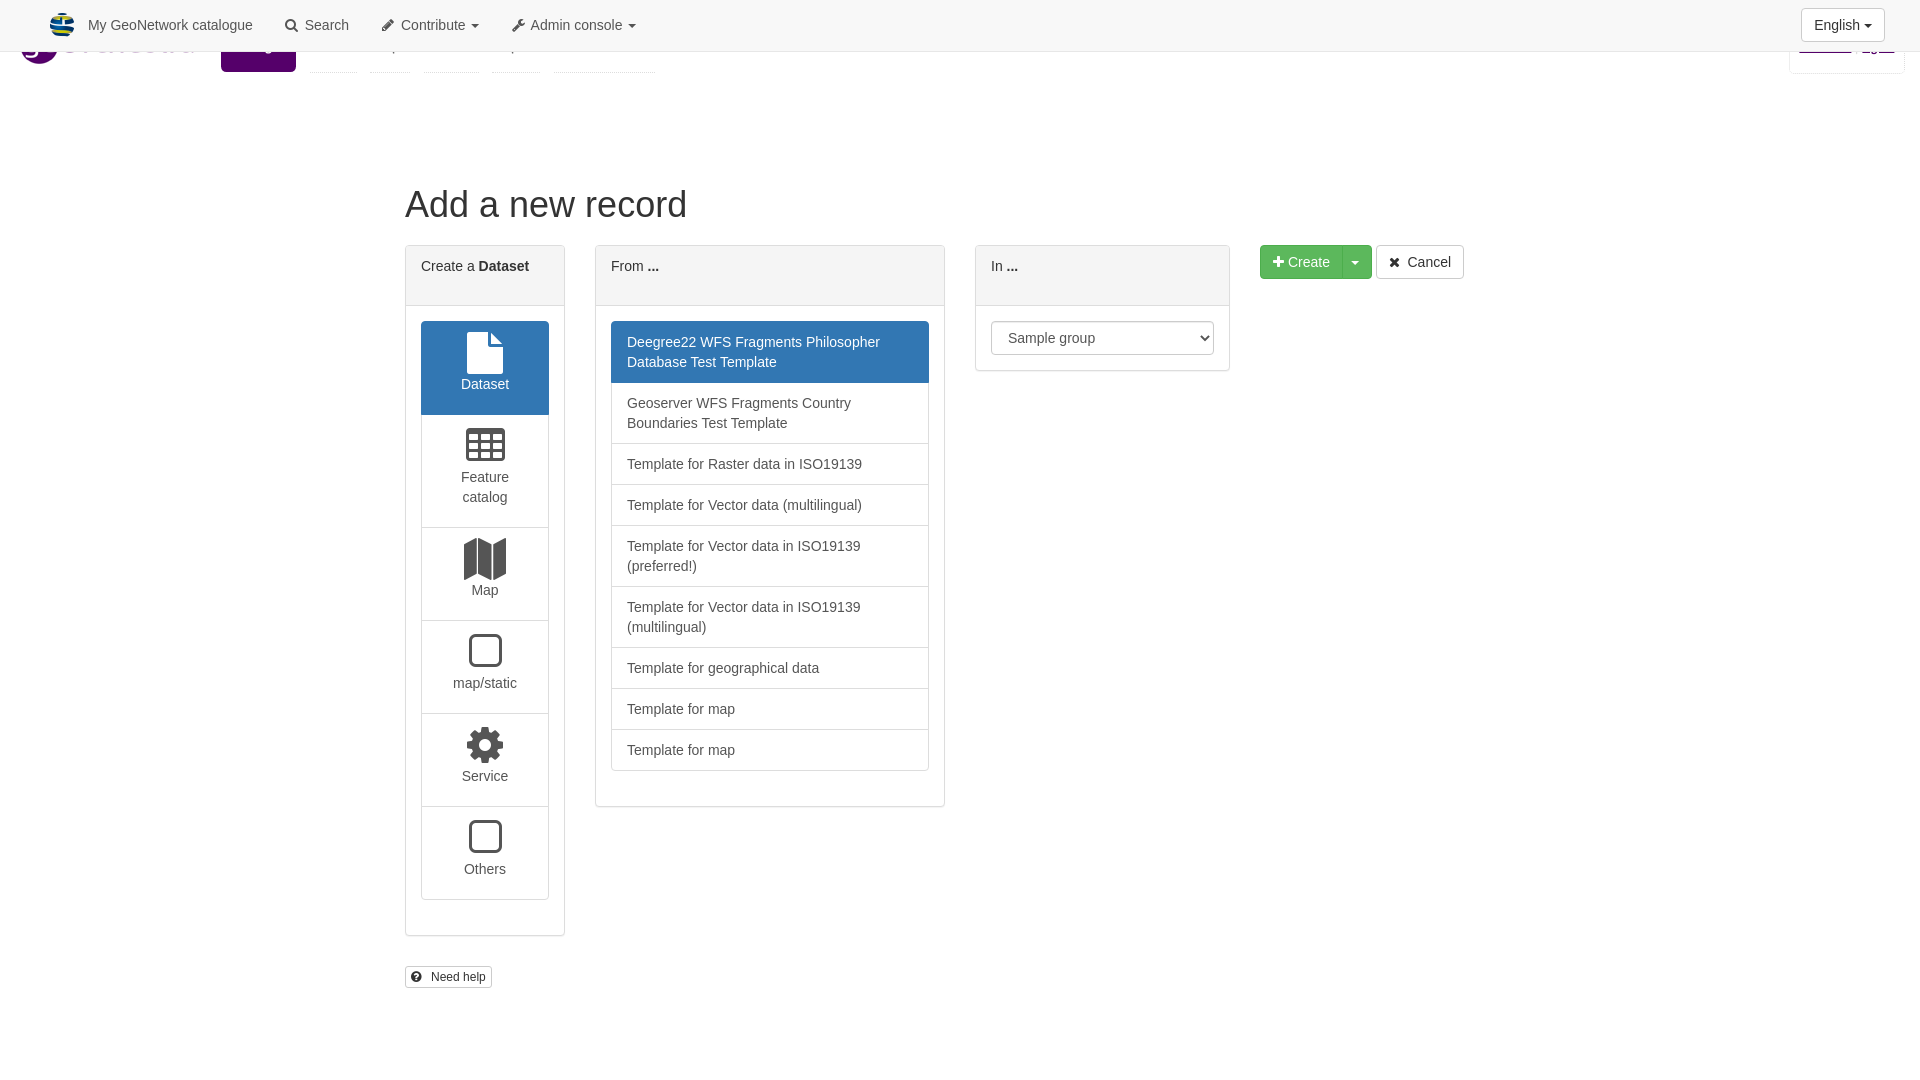 My GeoNetwork catalogue Search Contribute Admin console English
Add a new record
Create a Dataset
From ...
In ...
Create
Cancel
Dataset
Feature
catalog
Map
map/static
Service
Others
Deegree22 WFS Fragments Philosopher
Database Test Template
Geoserver WFS Fragments Country
Boundaries Test Template
Template for Raster data in ISO19139
Template for Vector data (multilingual)
Template for Vector data in ISO19139
(preferred!)
Template for Vector data in ISO19139
(multilingual)
Template for geographical data
Template for map
Template for map
Sample group
Need help